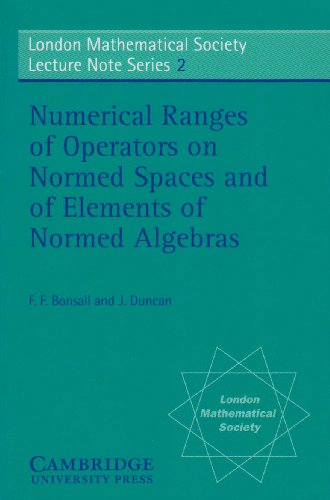 London Mathematical Society
Lecture Note Series 2
Numerical Ranges
of Operators on
Normed Spaces and
of Elements of
Normed Algebras
F. F. Bonsall and J. Duncan
London
Mathematical
Society
CAMBRIDGE
UNIVERSITY PRESS